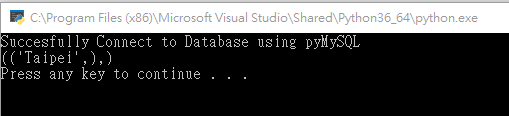 C:\Program Files (x86)\Microsoft Visual Studio\Shared\Python36_64\python.exe
Succesfully Connect to Database using pyMySQL
(('Taipei',),)
Press any key to continue . . .